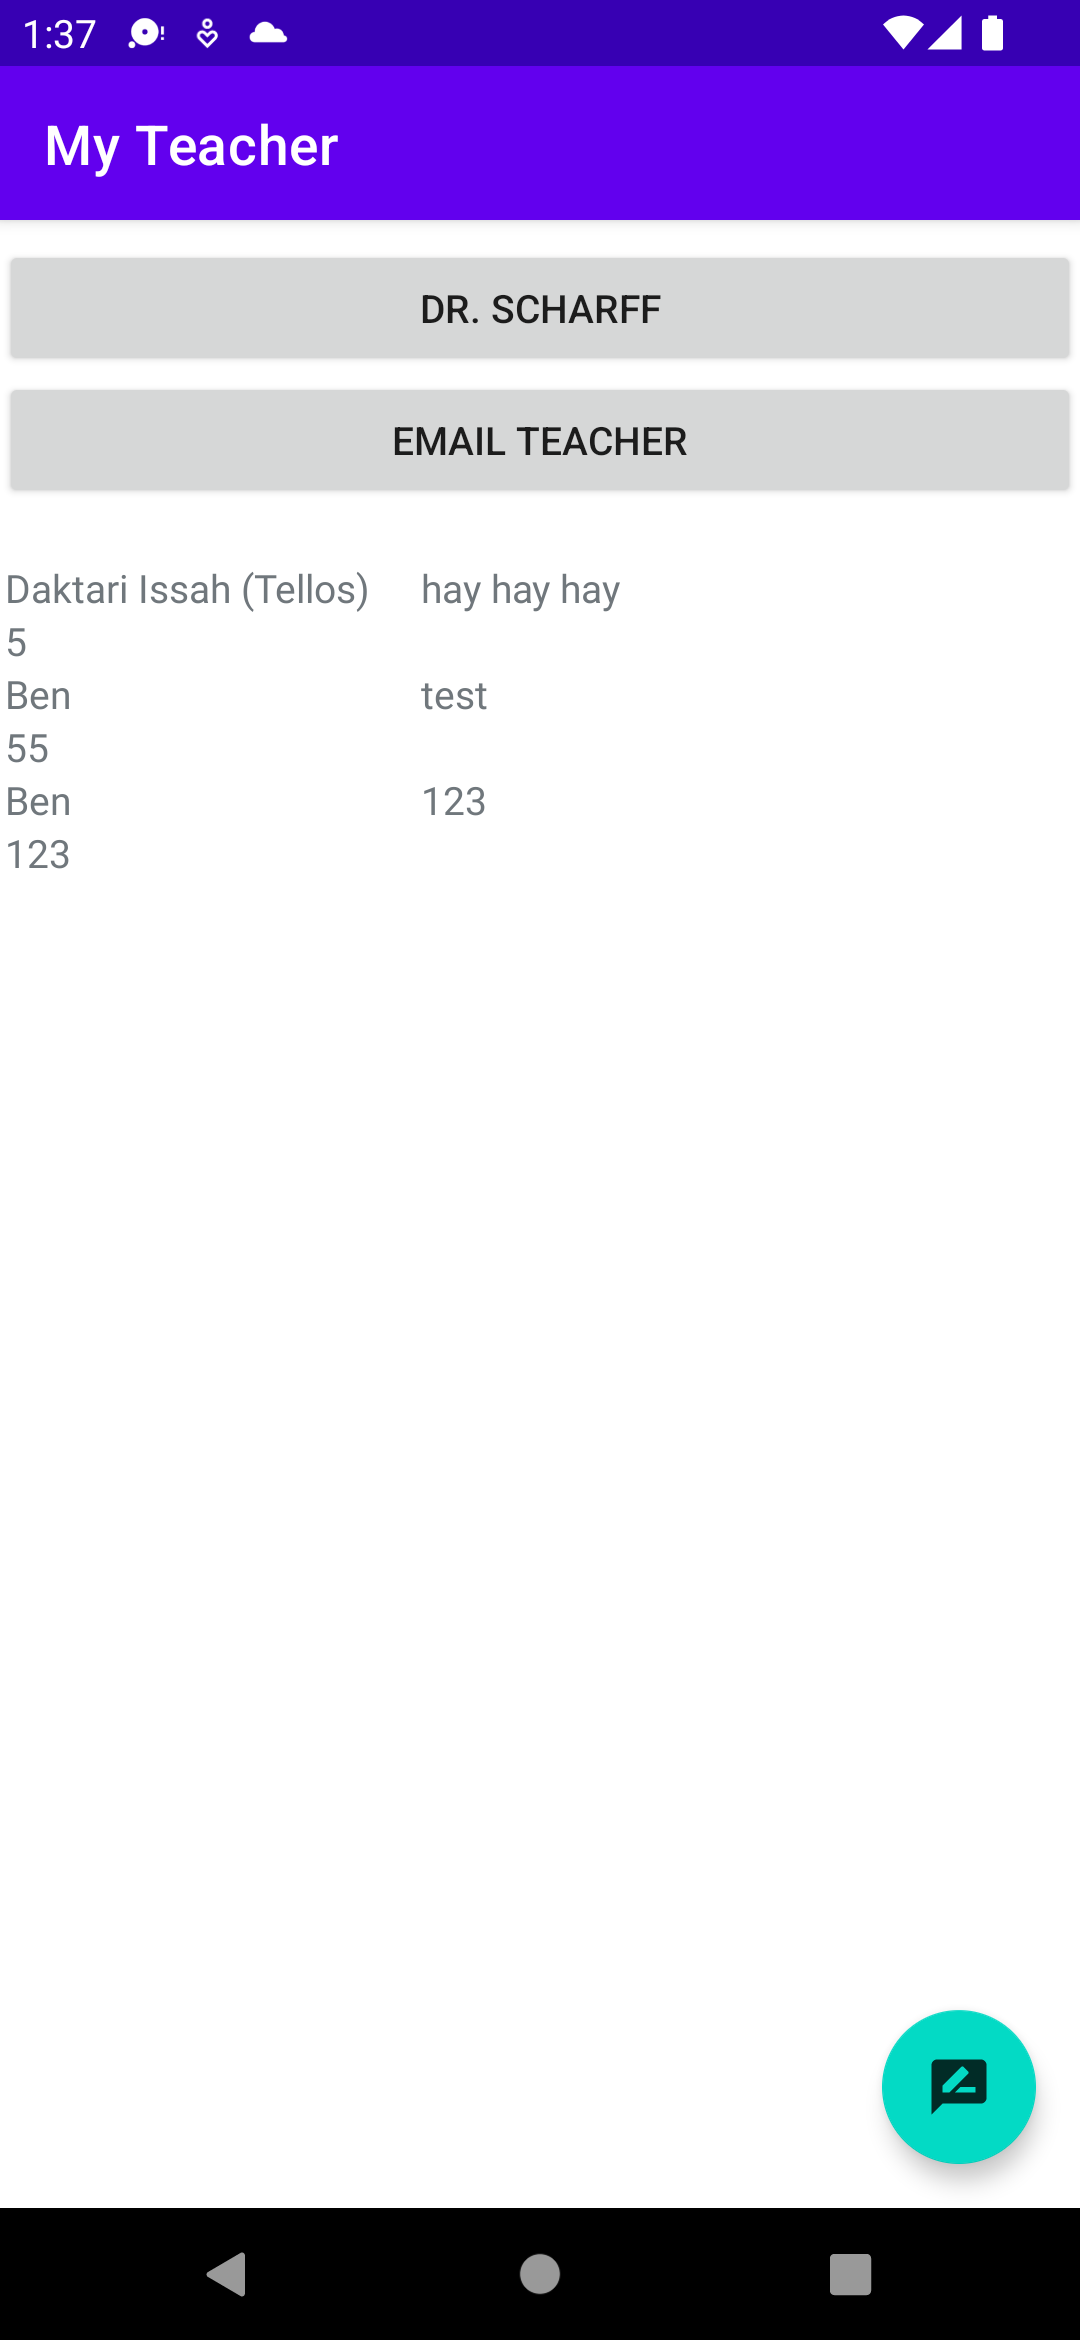 1:37
My Teacher
DR. SCHARFF
EMAIL TEACHER
Daktari Issah (Tellos) hay hay hay
5
Ben test
55
Ben 123
123